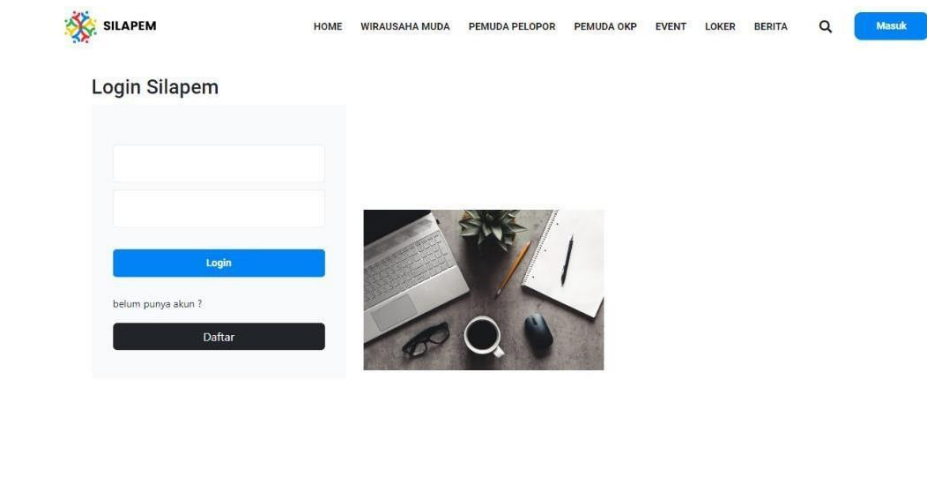 SILAPEM
HOME WIRAUSAHA MUDA PEMUDA PELOPOR PEMUDA OKP EVENT LOKER BERITA Masuk
Login Silapem
Login
belum punya akun ?
Daftar